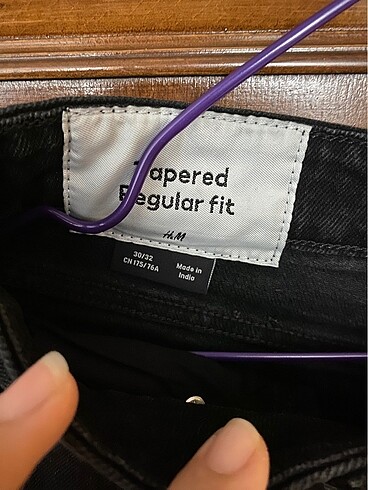 Tapered
Regular fit
H&M
30/32
CN 175/76A
Made in
India